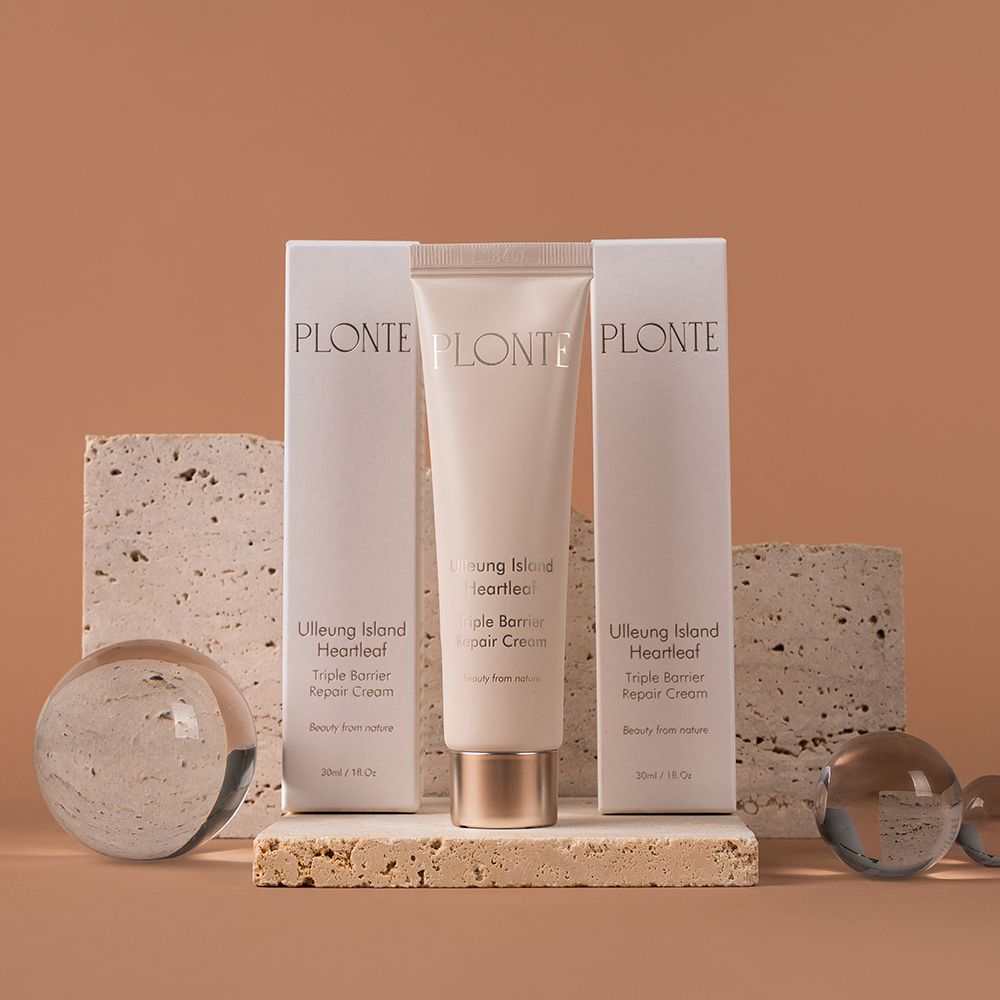 PLONTE
Ulleung Island
Heartleaf
Triple Barrier
Repair Cream
Beauty from nature
30ml / 1fl.Oz
PLONTE
Ulleung Island
Heartleaf
Triple Barrier
Repair Cream
Beauty from nature
PLONTE
Ulleung Island
Heartleaf
Triple Barrier
Repair Cream
Beauty from nature
30ml / 1fl.Oz